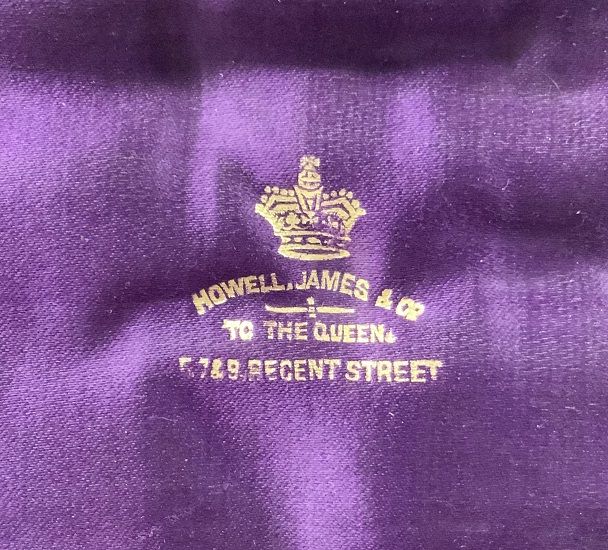 HOWELL, JAMES & Co
TO THE QUEEN.
5, 7 & 9, REGENT STREET